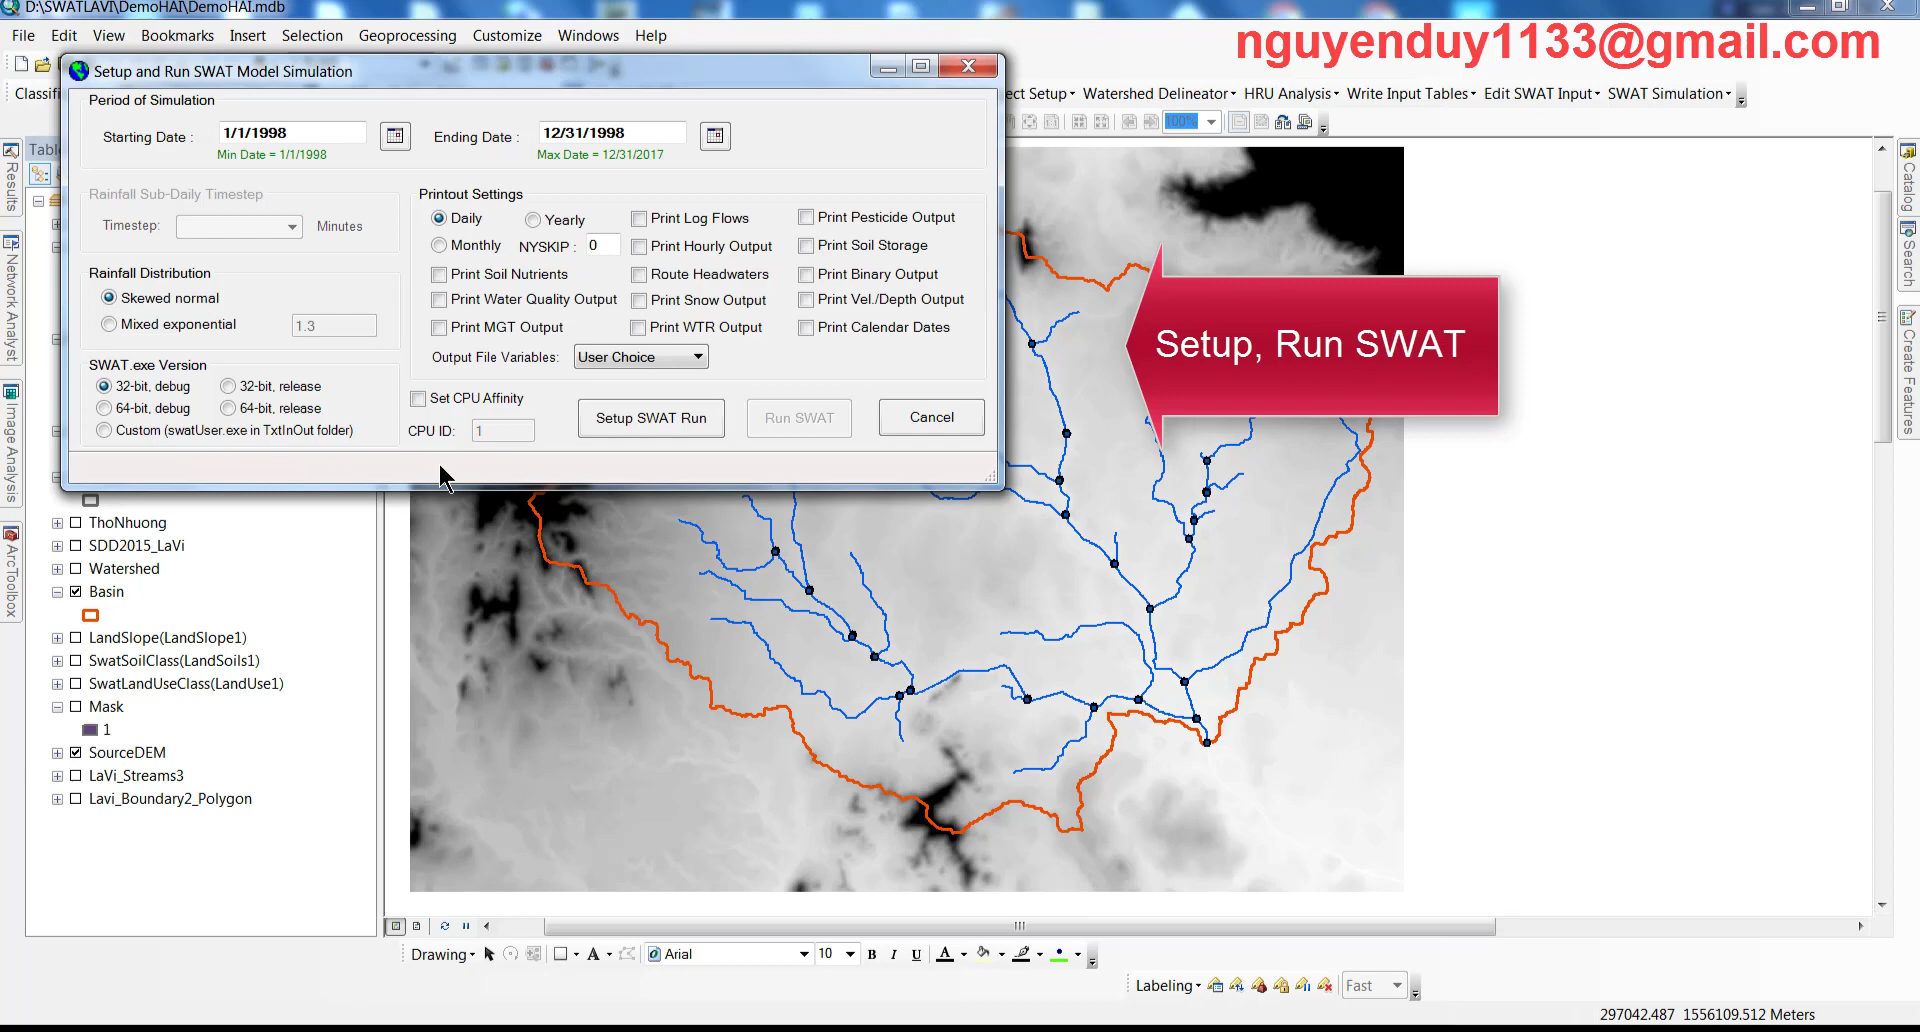 D:\SWATLAVI\DemoHAI\DemoHAI.mdb
File Edit View Bookmarks Insert Selection Geoprocessing Customize Windows Help
nguyenduy1133@gmail.com
Setup and Run SWAT Model Simulation
Classifi
ect Setup Watershed Delineator HRU Analysis Write Input Tables Edit SWAT Input SWAT Simulation
100%
Period of Simulation
Starting Date : 1/1/1998 Ending Date : 12/31/1998
Min Date = 1/1/1998 Max Date = 12/31/2017
Rainfall Sub-Daily Timestep
Timestep: Minutes
Rainfall Distribution
Skewed normal
Mixed exponential 1.3
SWAT.exe Version
32-bit, debug 32-bit, release
64-bit, debug 64-bit, release
Custom (swatUser.exe in TxtInOut folder)
Printout Settings
Daily Yearly Print Log Flows Print Pesticide Output
Monthly NYSKIP : 0 Print Hourly Output Print Soil Storage
Print Soil Nutrients Route Headwaters Print Binary Output
Print Water Quality Output Print Snow Output Print Vel./Depth Output
Print MGT Output Print WTR Output Print Calendar Dates
Output File Variables: User Choice
Set CPU Affinity
CPU ID: 1
Setup SWAT Run Run SWAT Cancel
Setup, Run SWAT
Table
Results
Network Analyst
Image Analysis
ArcToolbox
Catalog
Search
Create Features
ThoNhuong
SDD2015_LaVi
Watershed
Basin
LandSlope(LandSlope1)
SwatSoilClass(LandSoils1)
SwatLandUseClass(LandUse1)
Mask
1
SourceDEM
LaVi_Streams3
Lavi_Boundary2_Polygon
Drawing A Arial 10 B I U A
Labeling Fast
297042.487 1556109.512 Meters